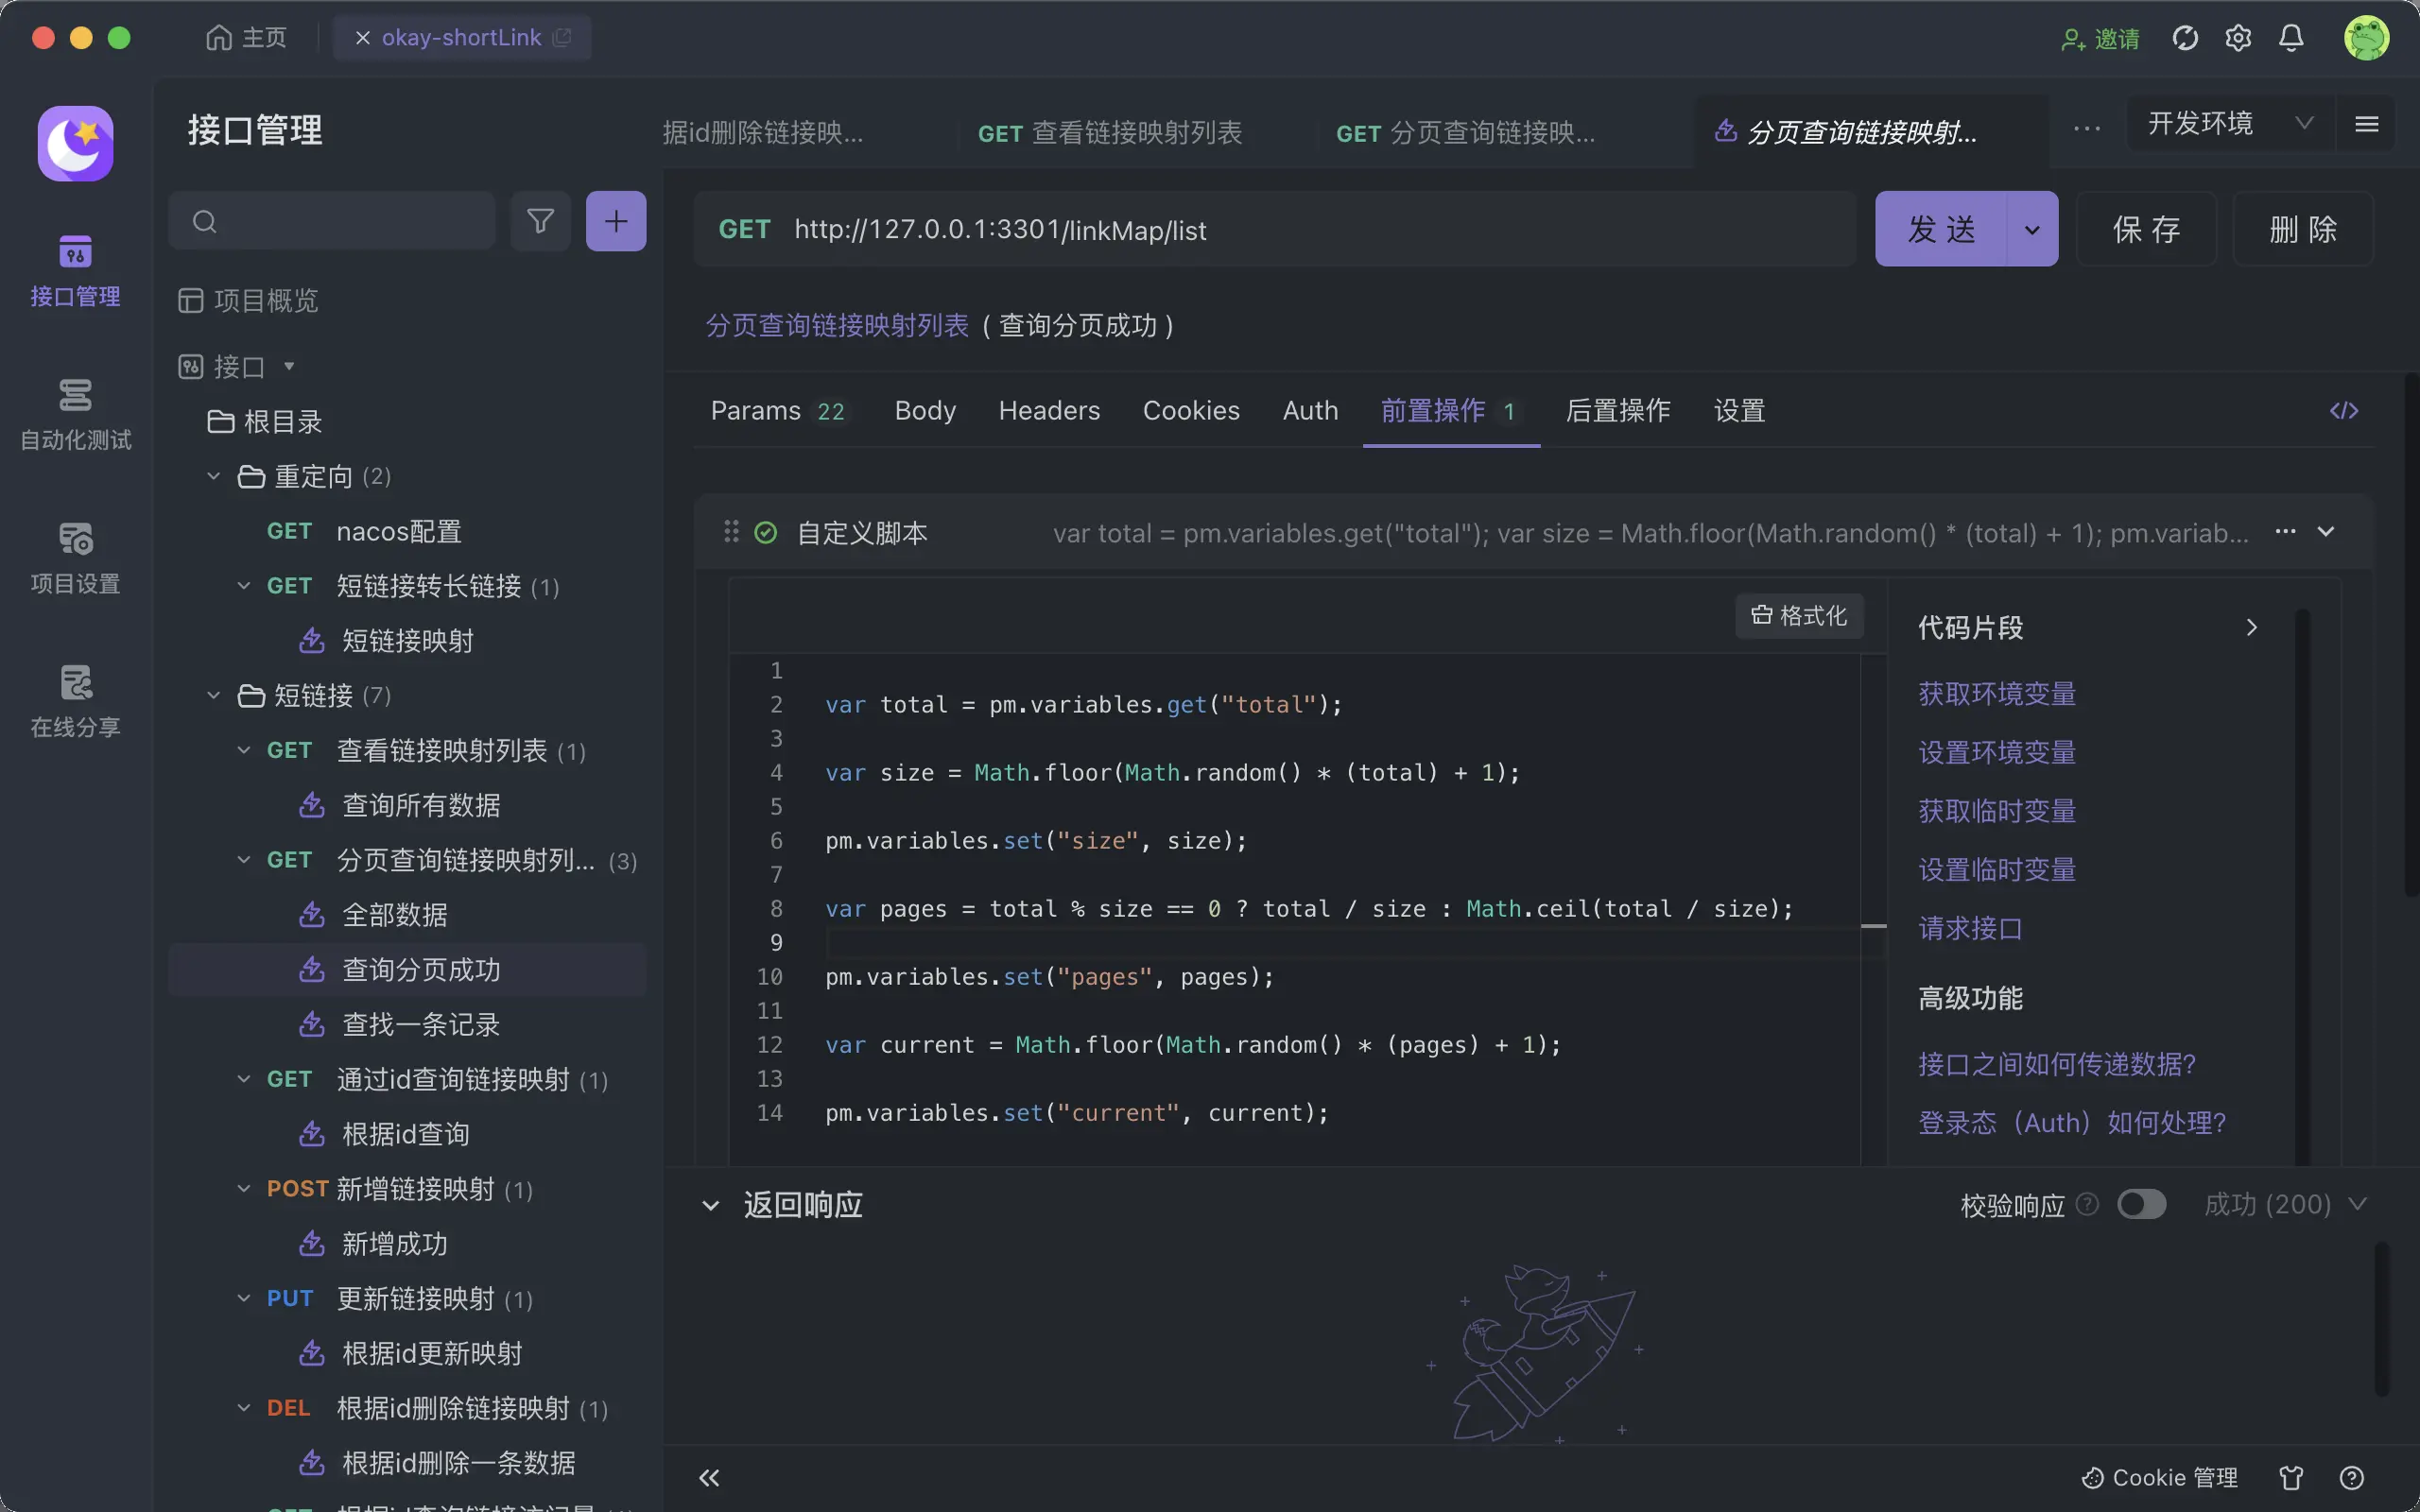 主页
okay-shortLink
邀请
接口管理
自动化测试
项目设置
在线分享
接口管理
项目概览
接口
根目录
重定向 (2)
GET nacos配置
GET 短链接转长链接 (1)
短链接映射
短链接 (7)
GET 查看链接映射列表 (1)
查询所有数据
GET 分页查询链接映射列... (3)
全部数据
查询分页成功
查找一条记录
GET 通过id查询链接映射 (1)
根据id查询
POST 新增链接映射 (1)
新增成功
PUT 更新链接映射 (1)
根据id更新映射
DEL 根据id删除链接映射 (1)
根据id删除一条数据
据id删除链接映...
GET 查看链接映射列表
GET 分页查询链接映...
分页查询链接映射...
开发环境
GET http://127.0.0.1:3301/linkMap/list
发 送
保 存
删 除
分页查询链接映射列表 ( 查询分页成功 )
Params 22 Body Headers Cookies Auth 前置操作 1 后置操作 设置
自定义脚本 var total = pm.variables.get("total"); var size = Math.floor(Math.random() * (total) + 1); pm.variab...
格式化
1
2 var total = pm.variables.get("total");
3
4 var size = Math.floor(Math.random() * (total) + 1);
5
6 pm.variables.set("size", size);
7
8 var pages = total % size == 0 ? total / size : Math.ceil(total / size);
9
10 pm.variables.set("pages", pages);
11
12 var current = Math.floor(Math.random() * (pages) + 1);
13
14 pm.variables.set("current", current);
代码片段
获取环境变量
设置环境变量
获取临时变量
设置临时变量
请求接口
高级功能
接口之间如何传递数据?
登录态（Auth）如何处理?
返回响应
校验响应
成功 (200)
Cookie 管理